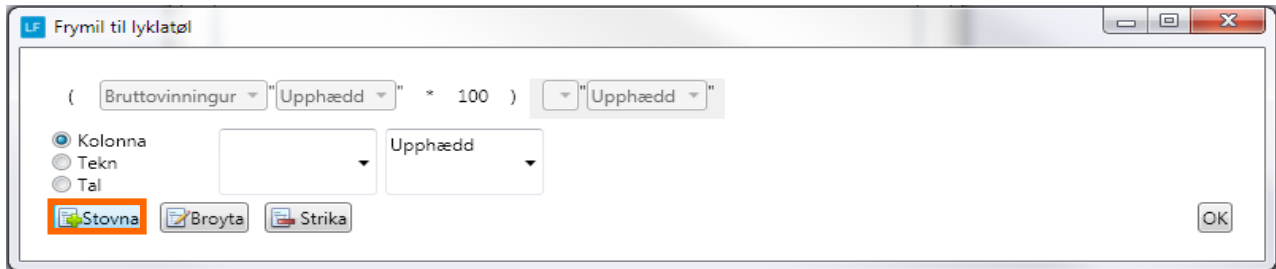 LF Frymil til lyklatøl
( Bruttovinningur "Upphædd" * 100 ) "Upphædd"
Kolonna Upphædd
Tekn
Tal
Stovna Broyta Strika OK